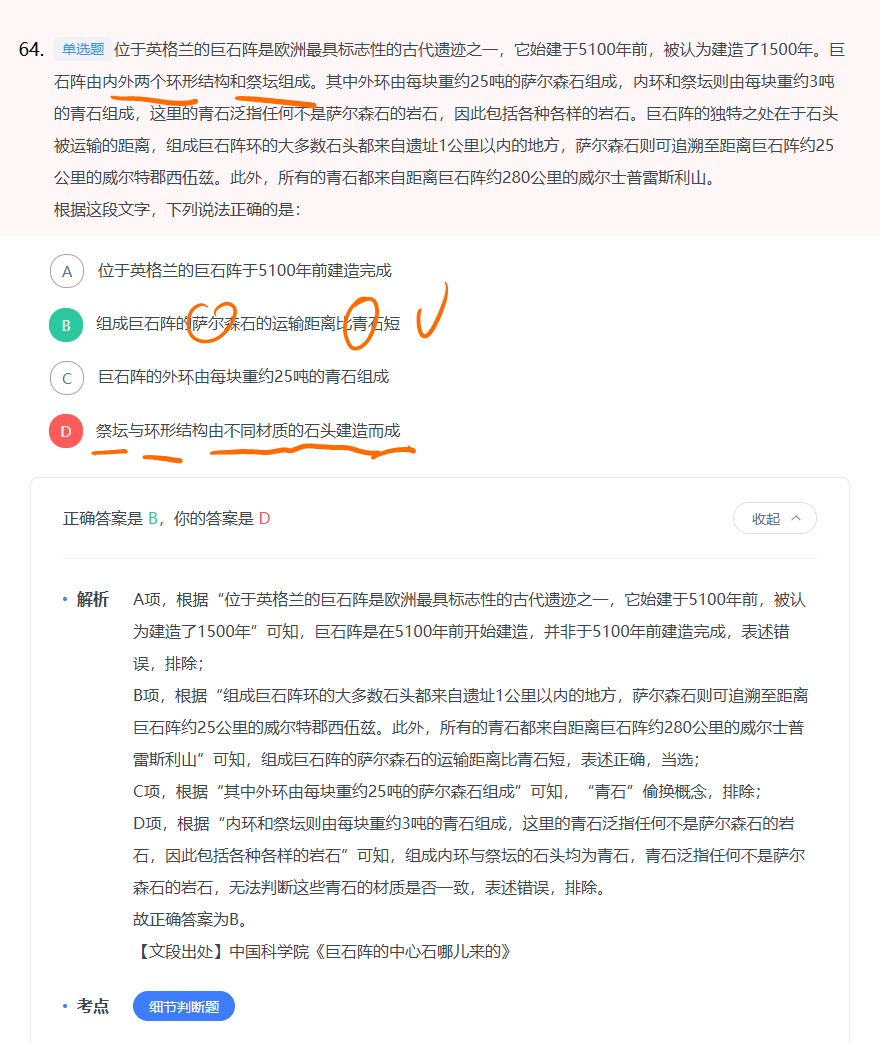 64. 单选题 位于英格兰的巨石阵是欧洲最具标志性的古代遗迹之一，它始建于5100年前，被认为建造了1500年。巨
石阵由内外两个环形结构和祭坛组成。其中外环由每块重约25吨的萨尔森石组成，内环和祭坛则由每块重约3吨
的青石组成，这里的青石泛指任何不是萨尔森石的岩石，因此包括各种各样的岩石。巨石阵的独特之处在于石头
被运输的距离，组成巨石阵环的大多数石头都来自遗址1公里以内的地方，萨尔森石则可追溯至距离巨石阵约25
公里的威尔特郡西伍兹。此外，所有的青石都来自距离巨石阵约280公里的威尔士普雷斯利山。
根据这段文字，下列说法正确的是：
A 位于英格兰的巨石阵于5100年前建造完成
B 组成巨石阵的萨尔森石的运输距离比青石短
C 巨石阵的外环由每块重约25吨的青石组成
D 祭坛与环形结构由不同材质的石头建造而成
正确答案是 B，你的答案是 D 收起
解析 A项，根据“位于英格兰的巨石阵是欧洲最具标志性的古代遗迹之一，它始建于5100年前，被认
为建造了1500年”可知，巨石阵是在5100年前开始建造，并非于5100年前建造完成，表述错
误，排除；
B项，根据“组成巨石阵环的大多数石头都来自遗址1公里以内的地方，萨尔森石则可追溯至距离
巨石阵约25公里的威尔特郡西伍兹。此外，所有的青石都来自距离巨石阵约280公里的威尔士普
雷斯利山”可知，组成巨石阵的萨尔森石的运输距离比青石短，表述正确，当选；
C项，根据“其中外环由每块重约25吨的萨尔森石组成”可知，“青石”偷换概念，排除；
D项，根据“内环和祭坛则由每块重约3吨的青石组成，这里的青石泛指任何不是萨尔森石的岩
石，因此包括各种各样的岩石”可知，组成内环与祭坛的石头均为青石，青石泛指任何不是萨尔
森石的岩石，无法判断这些青石的材质是否一致，表述错误，排除。
故正确答案为B。
【文段出处】中国科学院《巨石阵的中心石哪儿来的》
考点 细节判断题